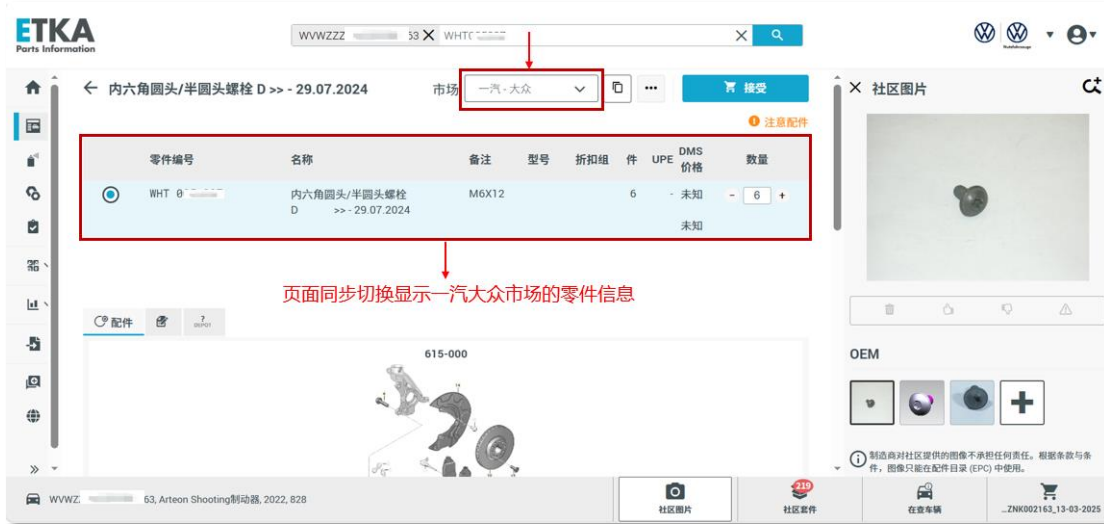 ETKA
Parts Information
WVWZZZ 63 WHT
内六角圆头/半圆头螺栓 D >> - 29.07.2024
市场
一汽 - 大众
接受
注意配件
零件编号 名称 备注 型号 折扣组 件 UPE DMS 价格 数量
WHT 0 内六角圆头/半圆头螺栓 M6X12 6 - 未知 - 6 +
D >> - 29.07.2024
未知
页面同步切换显示一汽大众市场的零件信息
配件
?
DEPOT
615-000
社区图片
OEM
制造商对社区提供的图像不承担任何责任。根据条款与条
件，图像只能在配件目录 (EPC) 中使用。
WVWZ 63, Arteon Shooting制动器, 2022, 828
社区图片
219
社区套件
在查车辆
...ZNK002163_13-03-2025